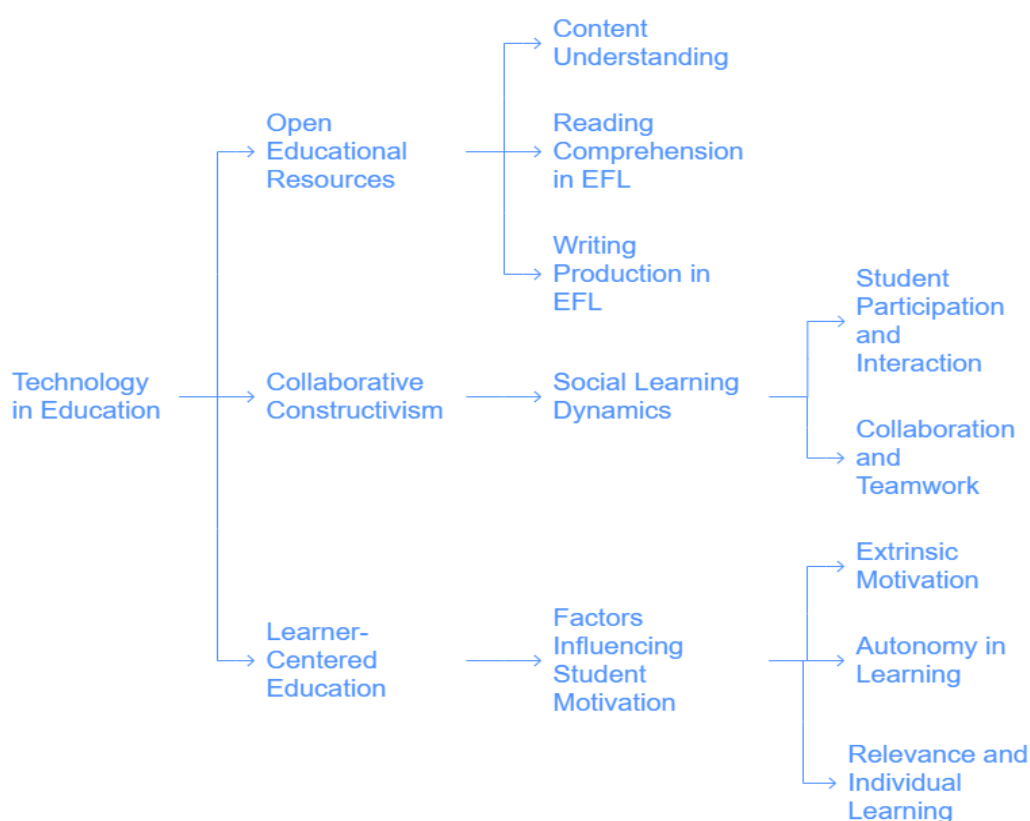 Content
Understanding
Open
Educational
Resources
Reading
Comprehension
in EFL
Writing
Production in
EFL
Technology
in Education
Collaborative
Constructivism
Social Learning
Dynamics
Student
Participation
and
Interaction
Collaboration
and
Teamwork
Learner-
Centered
Education
Factors
Influencing
Student
Motivation
Extrinsic
Motivation
Autonomy in
Learning
Relevance and
Individual
Learning